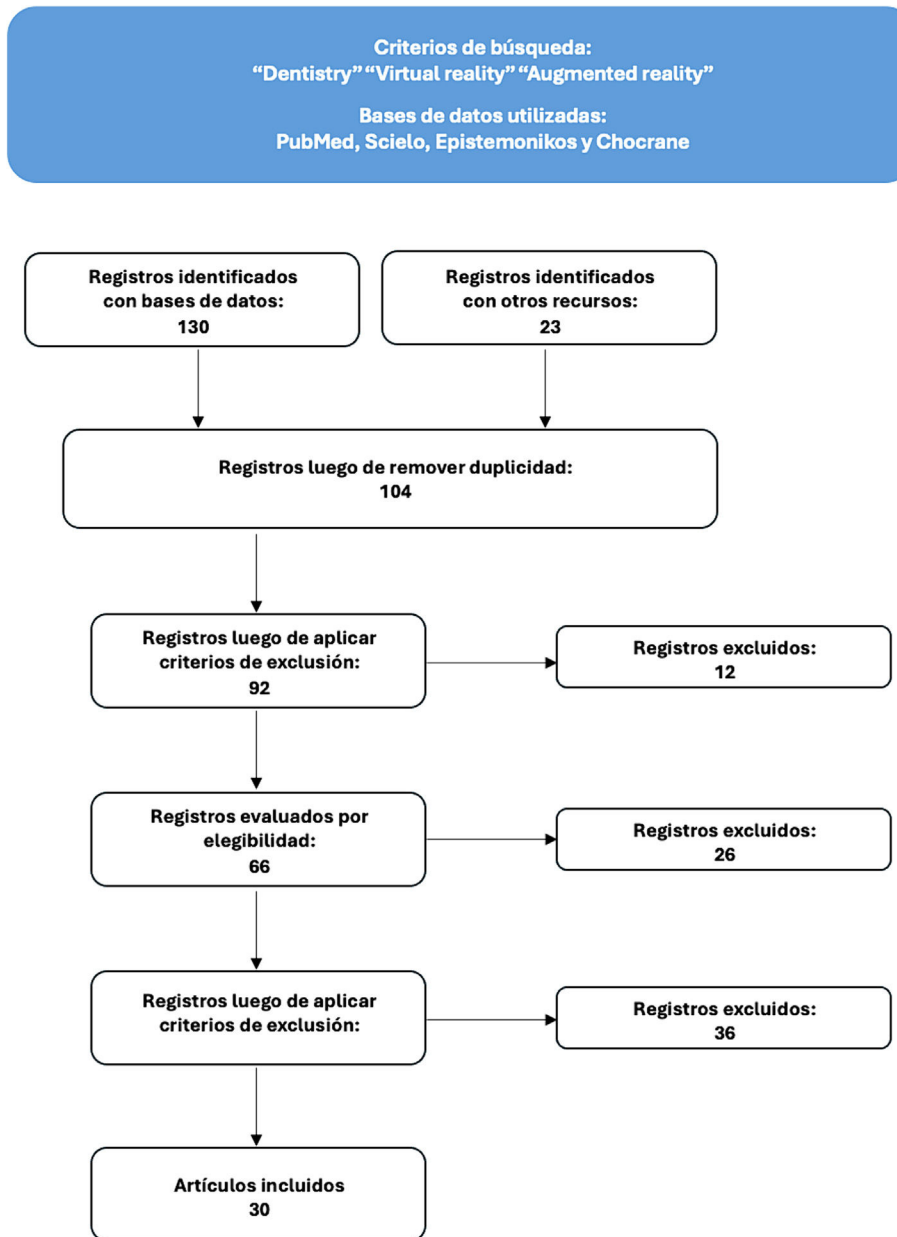 Criterios de búsqueda:
“Dentistry” “Virtual reality” “Augmented reality”
Bases de datos utilizadas:
PubMed, Scielo, Epistemonikos y Chocrane
Registros identificados
con bases de datos:
130
Registros identificados
con otros recursos:
23
Registros luego de remover duplicidad:
104
Registros luego de aplicar
criterios de exclusión:
92
Registros excluidos:
12
Registros evaluados por
elegibilidad:
66
Registros excluidos:
26
Registros luego de aplicar
criterios de exclusión:
Registros excluidos:
36
Artículos incluidos
30